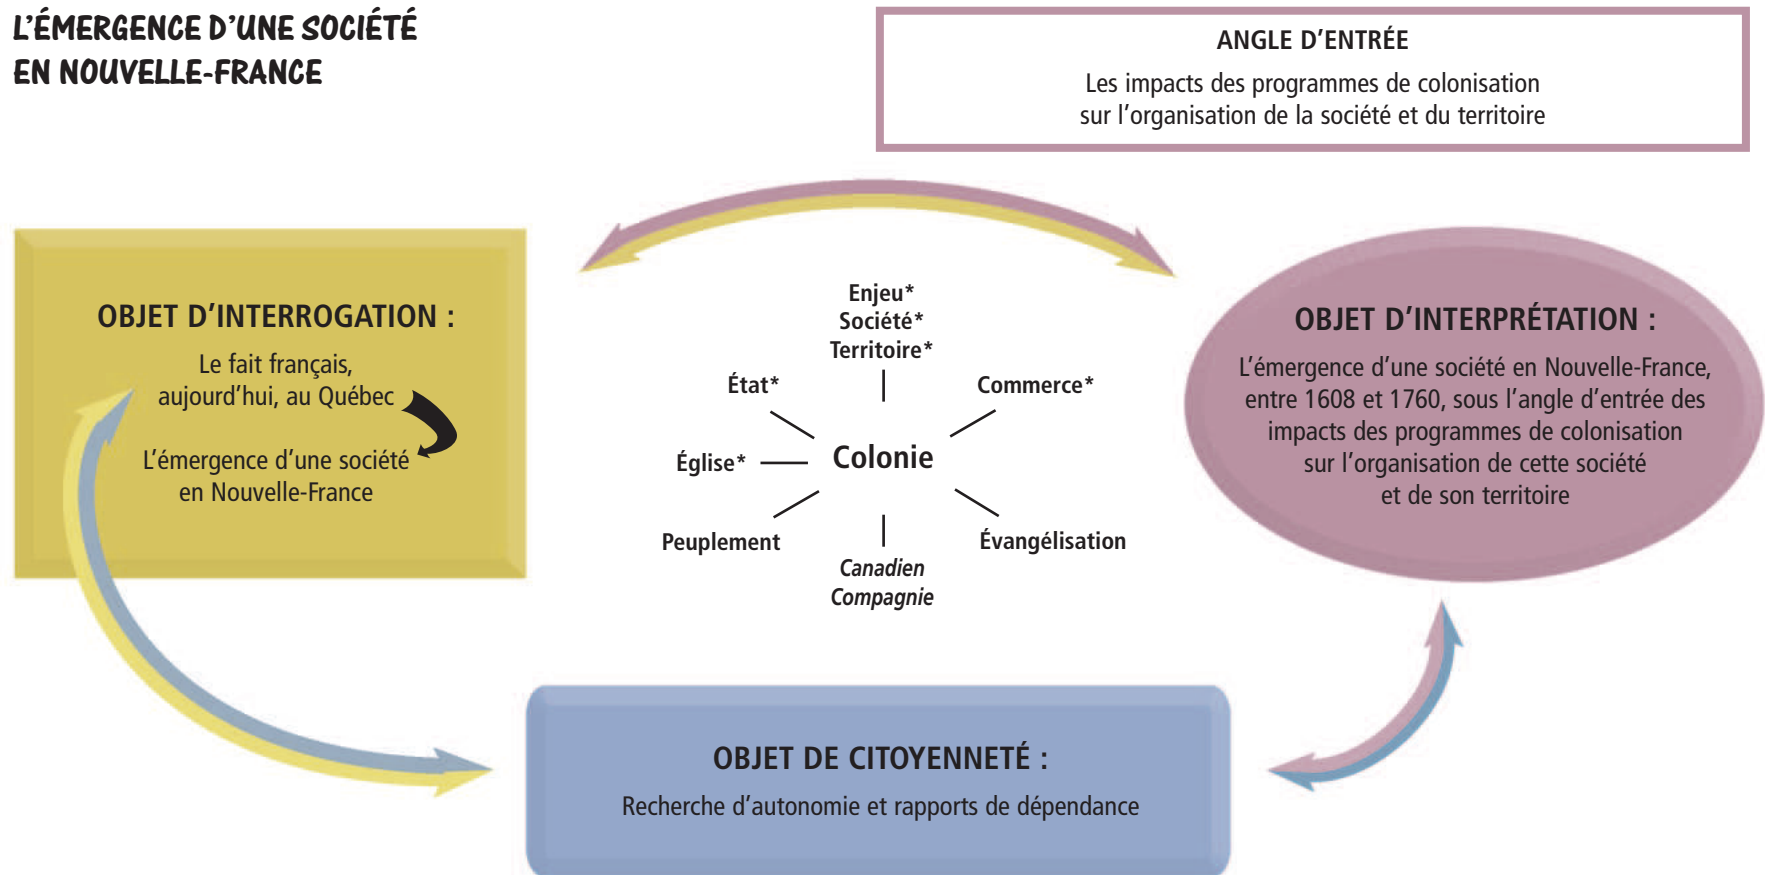 L'ÉMERGENCE D'UNE SOCIÉTÉ
EN NOUVELLE-FRANCE
ANGLE D'ENTRÉE
Les impacts des programmes de colonisation
sur l'organisation de la société et du territoire
OBJET D'INTERROGATION :
Le fait français,
aujourd'hui, au Québec
L'émergence d'une société
en Nouvelle-France
Enjeu*
Société*
Territoire*
État*
Commerce*
Église*
Colonie
Peuplement
Évangélisation
Canadien
Compagnie
OBJET D'INTERPRÉTATION :
L'émergence d'une société en Nouvelle-France,
entre 1608 et 1760, sous l'angle d'entrée des
impacts des programmes de colonisation
sur l'organisation de cette société
et de son territoire
OBJET DE CITOYENNETÉ :
Recherche d'autonomie et rapports de dépendance